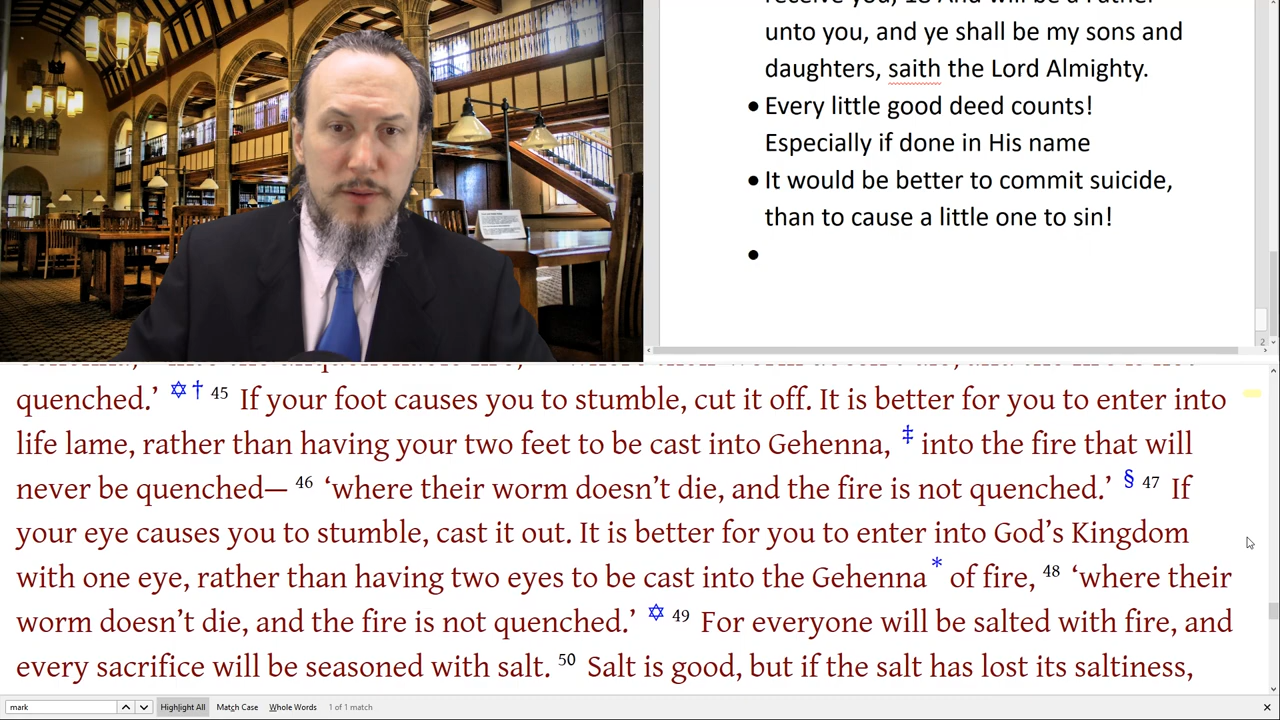 unto you, and ye shall be my sons and
daughters, saith the Lord Almighty.
• Every little good deed counts!
Especially if done in His name
• It would be better to commit suicide,
than to cause a little one to sin!
•
2
quenched.’ ✡ † 45 If your foot causes you to stumble, cut it off. It is better for you to enter into
life lame, rather than having your two feet to be cast into Gehenna, ‡ into the fire that will
never be quenched— 46 ‘where their worm doesn’t die, and the fire is not quenched.’ § 47 If
your eye causes you to stumble, cast it out. It is better for you to enter into God’s Kingdom
with one eye, rather than having two eyes to be cast into the Gehenna * of fire, 48 ‘where their
worm doesn’t die, and the fire is not quenched.’ ✡ 49 For everyone will be salted with fire, and
every sacrifice will be seasoned with salt. 50 Salt is good, but if the salt has lost its saltiness,
mark Highlight All Match Case Whole Words 1 of 1 match